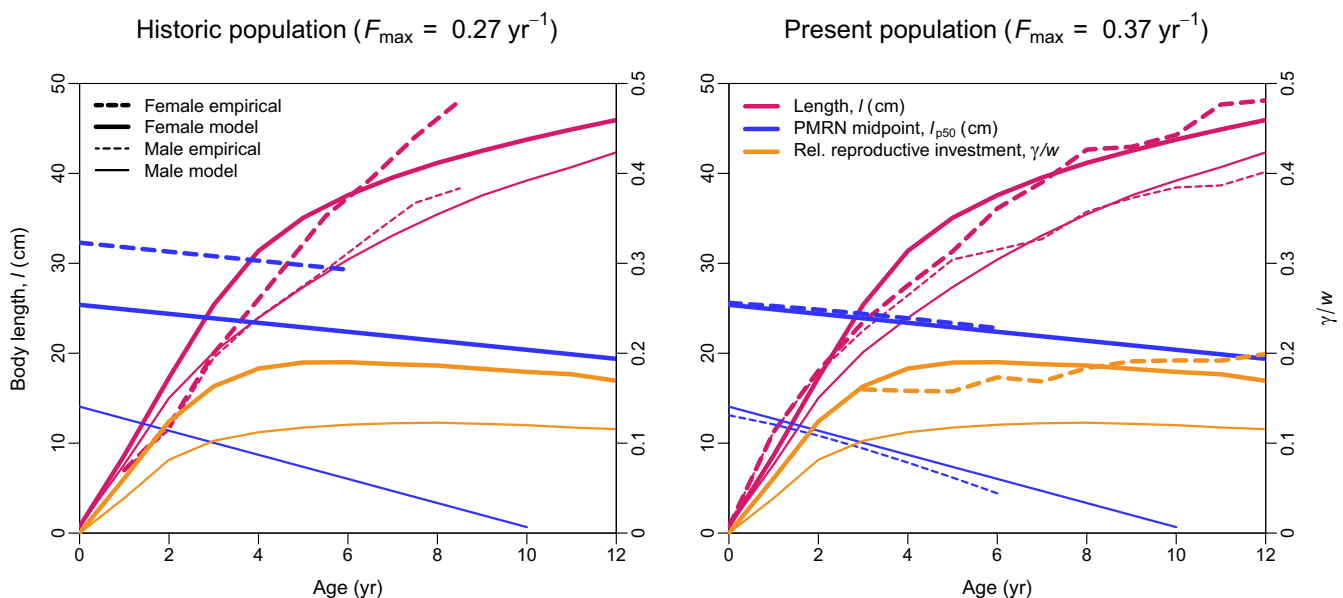 Historic population (Fmax = 0.27 yr−1)
Present population (Fmax = 0.37 yr−1)
Body length, l (cm)
0 10 20 30 40 50
Female empirical
Female model
Male empirical
Male model
0 0.1 0.2 0.3 0.4 0.5
0 2 4 6 8 10 12
Age (yr)
0 10 20 30 40 50
Length, l (cm)
PMRN midpoint, lp50 (cm)
Rel. reproductive investment, γ/w
0 0.1 0.2 0.3 0.4 0.5
γ/w
0 2 4 6 8 10 12
Age (yr)